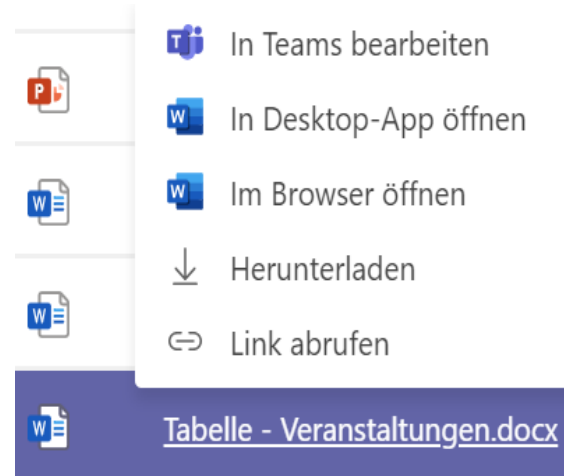 In Teams bearbeiten
In Desktop-App öffnen
Im Browser öffnen
Herunterladen
Link abrufen
Tabelle - Veranstaltungen.docx